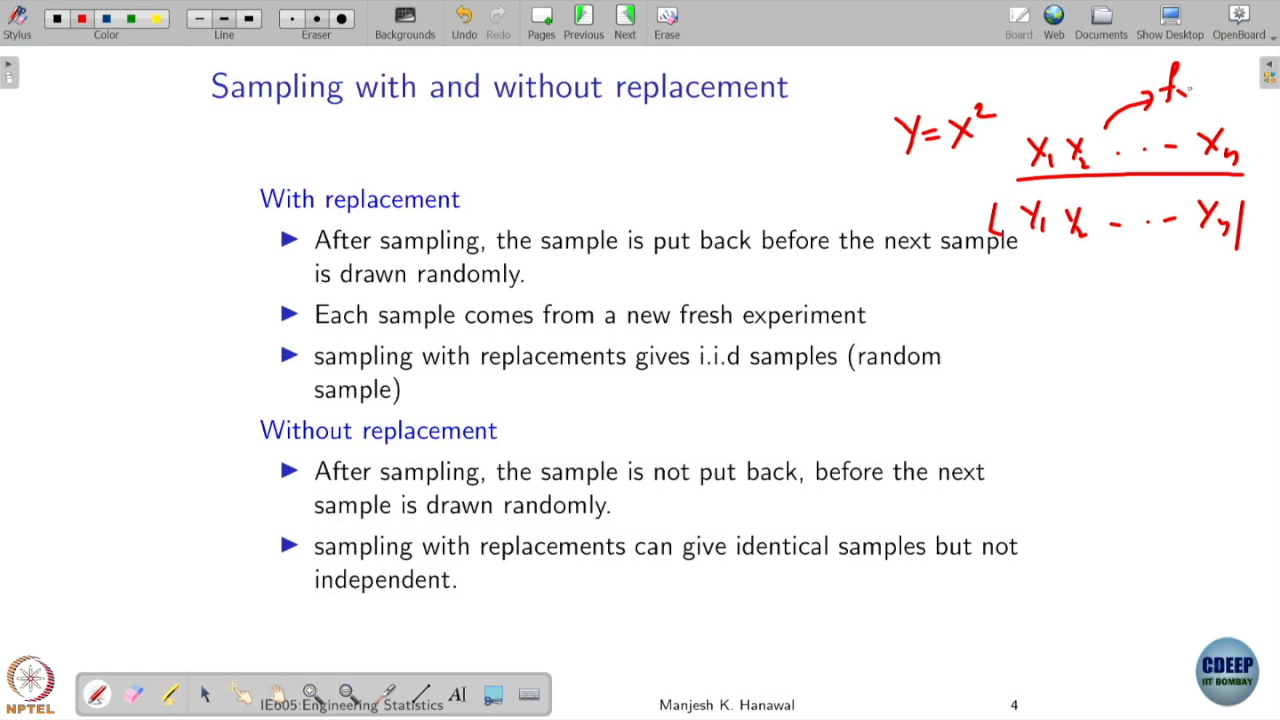 Stylus Color Line Eraser Backgrounds Undo Redo Pages Previous Next Erase Board Web Documents Show Desktop OpenBoard
Sampling with and without replacement
Y = X²
X₁ X₂ . . . - Xₙ
Y₁ Y₂ - . . - Yₙ
With replacement
▶ After sampling, the sample is put back before the next sample
is drawn randomly.
▶ Each sample comes from a new fresh experiment
▶ sampling with replacements gives i.i.d samples (random
sample)
Without replacement
▶ After sampling, the sample is not put back, before the next
sample is drawn randomly.
▶ sampling with replacements can give identical samples but not
independent.
NPTEL
IE605:Engineering Statistics Manjesh K. Hanawal 4
CDEEP
IIT BOMBAY